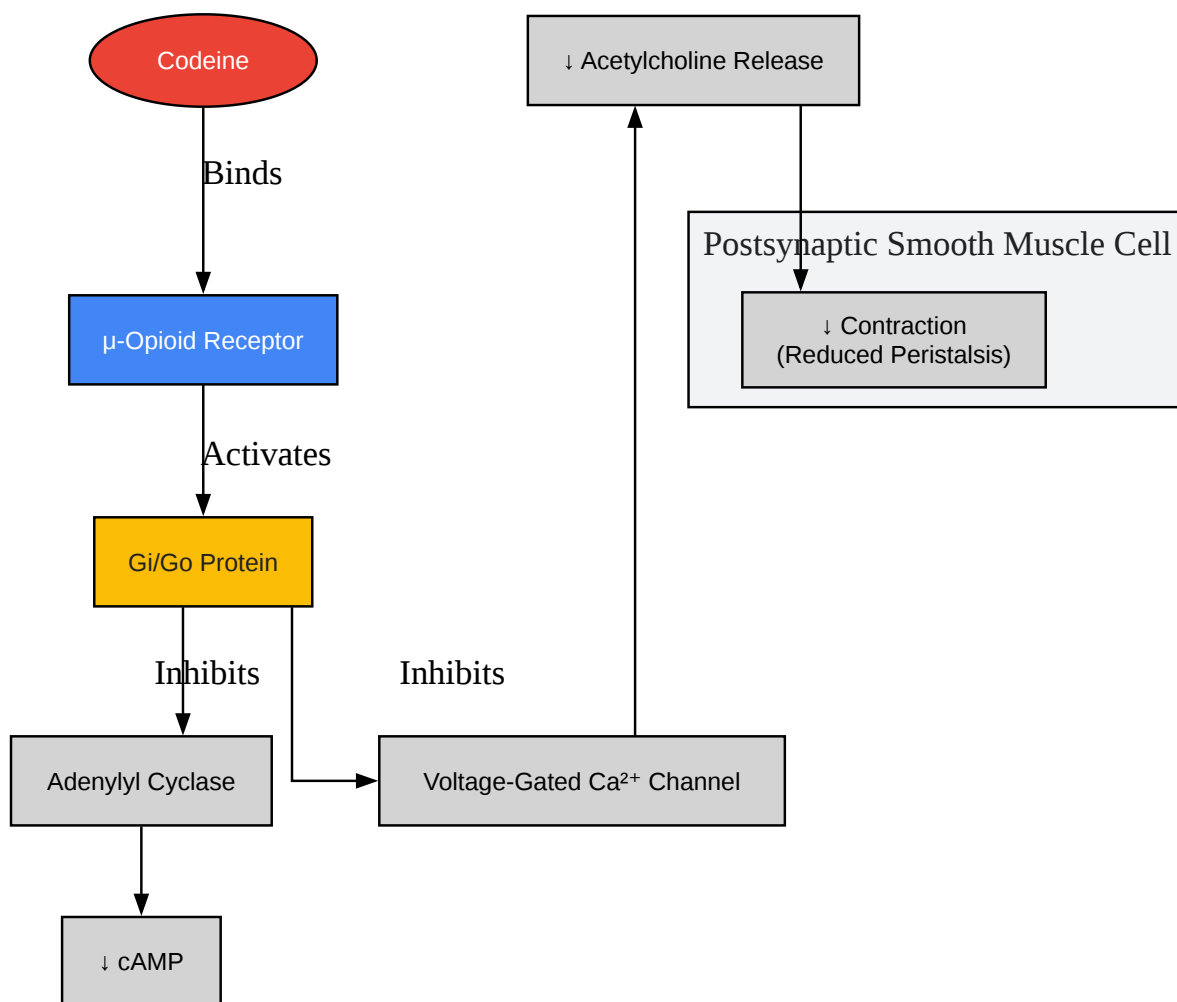 Codeine
Binds
μ-Opioid Receptor
Activates
Gi/Go Protein
Inhibits
Inhibits
Adenylyl Cyclase
Voltage-Gated Ca²⁺ Channel
↓ cAMP
↓ Acetylcholine Release
Postsynaptic Smooth Muscle Cell
↓ Contraction
(Reduced Peristalsis)